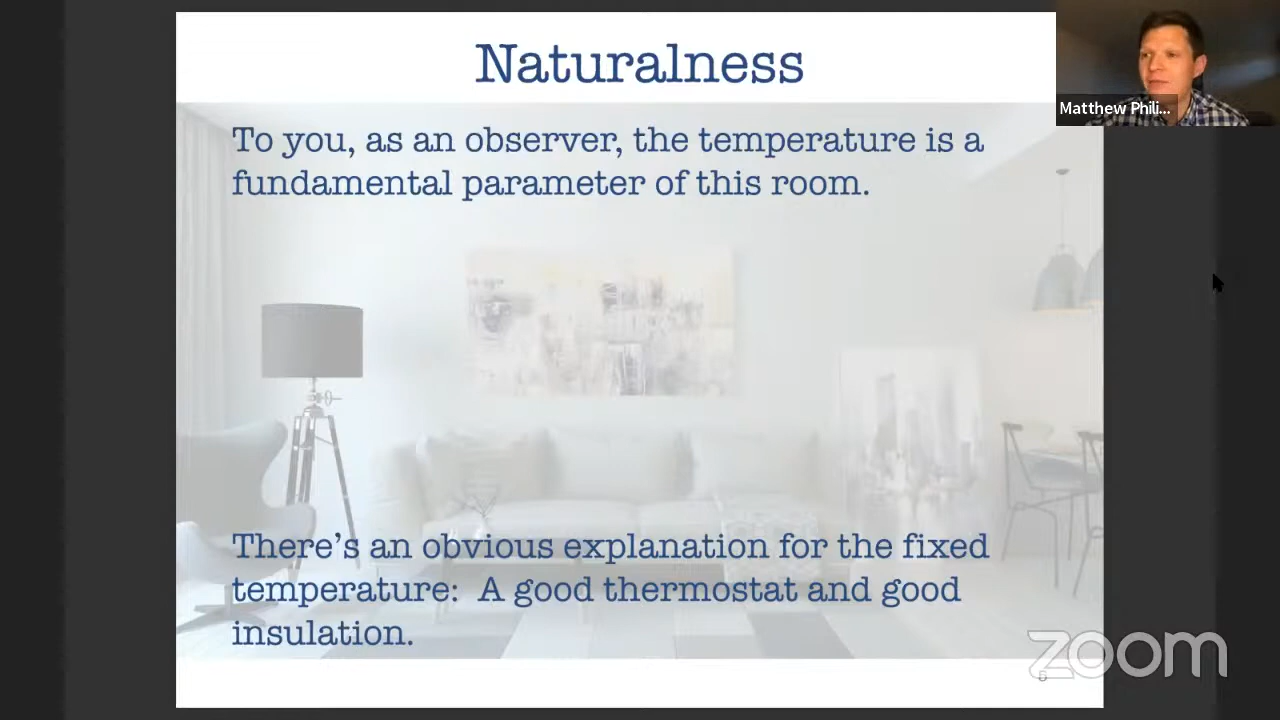 Naturalness
Matthew Phili...
To you, as an observer, the temperature is a
fundamental parameter of this room.
There's an obvious explanation for the fixed
temperature: A good thermostat and good
insulation.
zoom
5